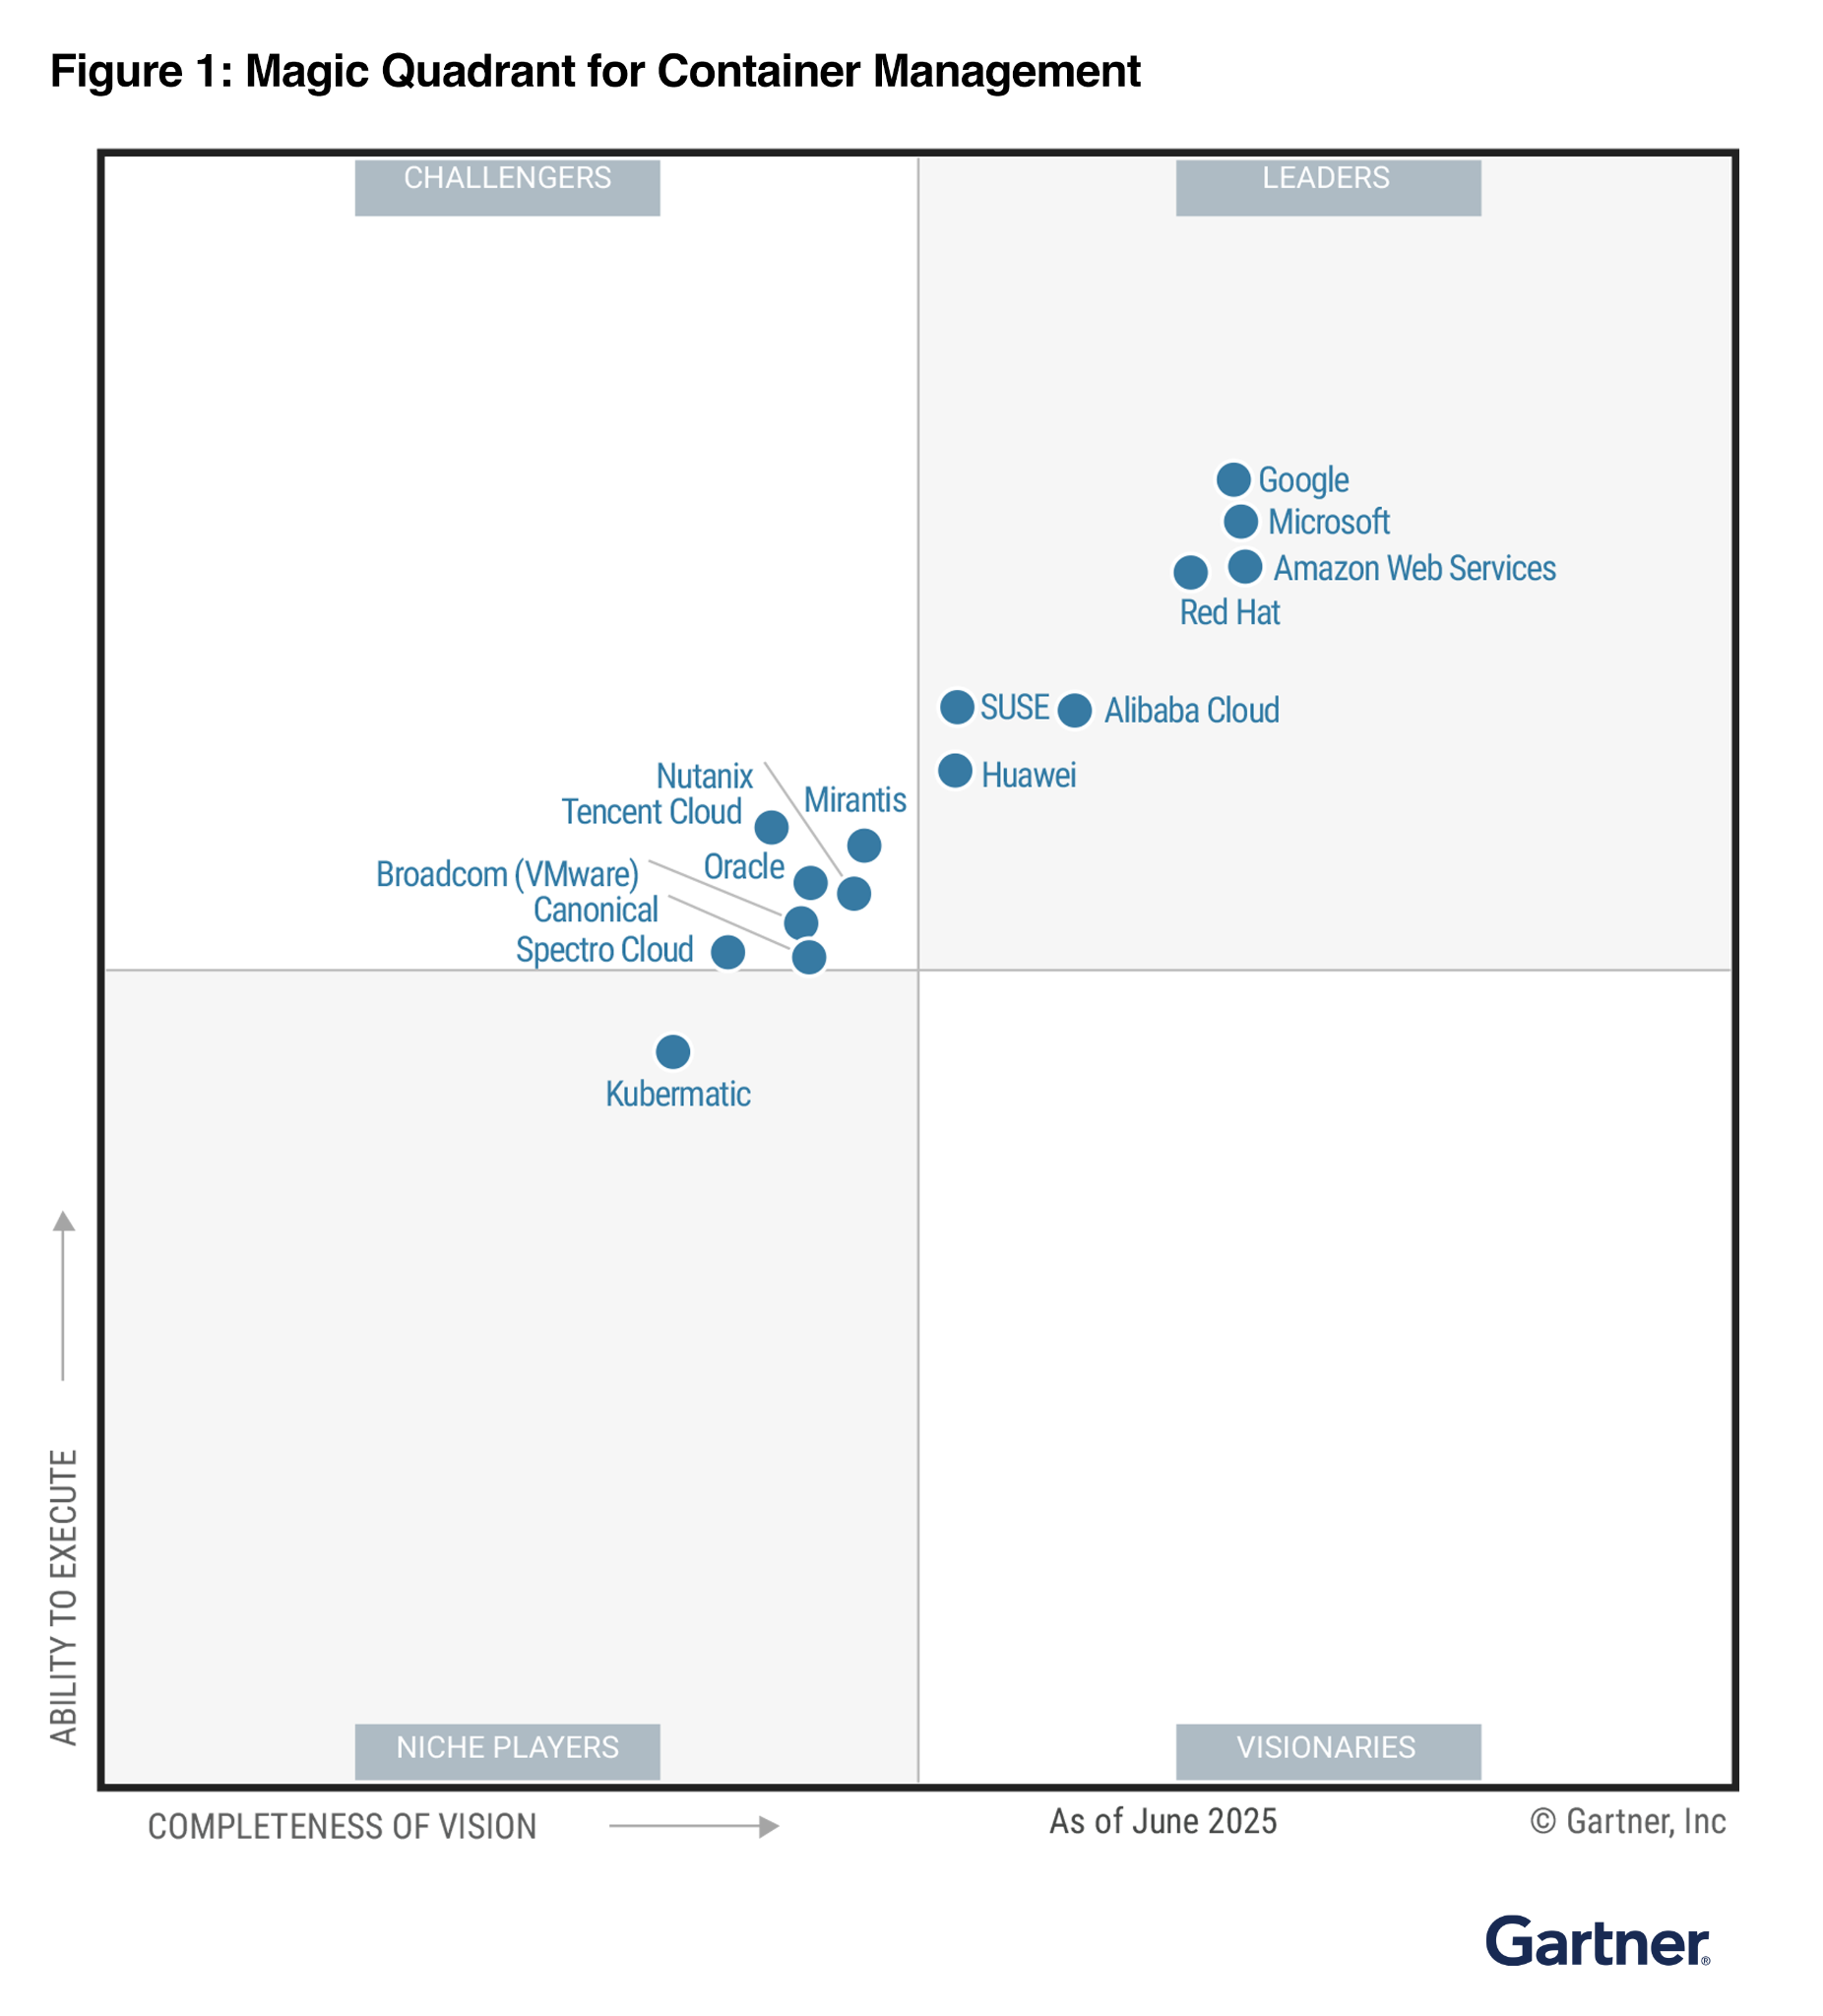 Figure 1: Magic Quadrant for Container Management
CHALLENGERS
LEADERS
Google
Microsoft
Amazon Web Services
Red Hat
SUSE
Alibaba Cloud
Huawei
Nutanix
Mirantis
Tencent Cloud
Oracle
Broadcom (VMware)
Canonical
Spectro Cloud
Kubermatic
ABILITY TO EXECUTE
NICHE PLAYERS
VISIONARIES
COMPLETENESS OF VISION
As of June 2025
© Gartner, Inc
Gartner®